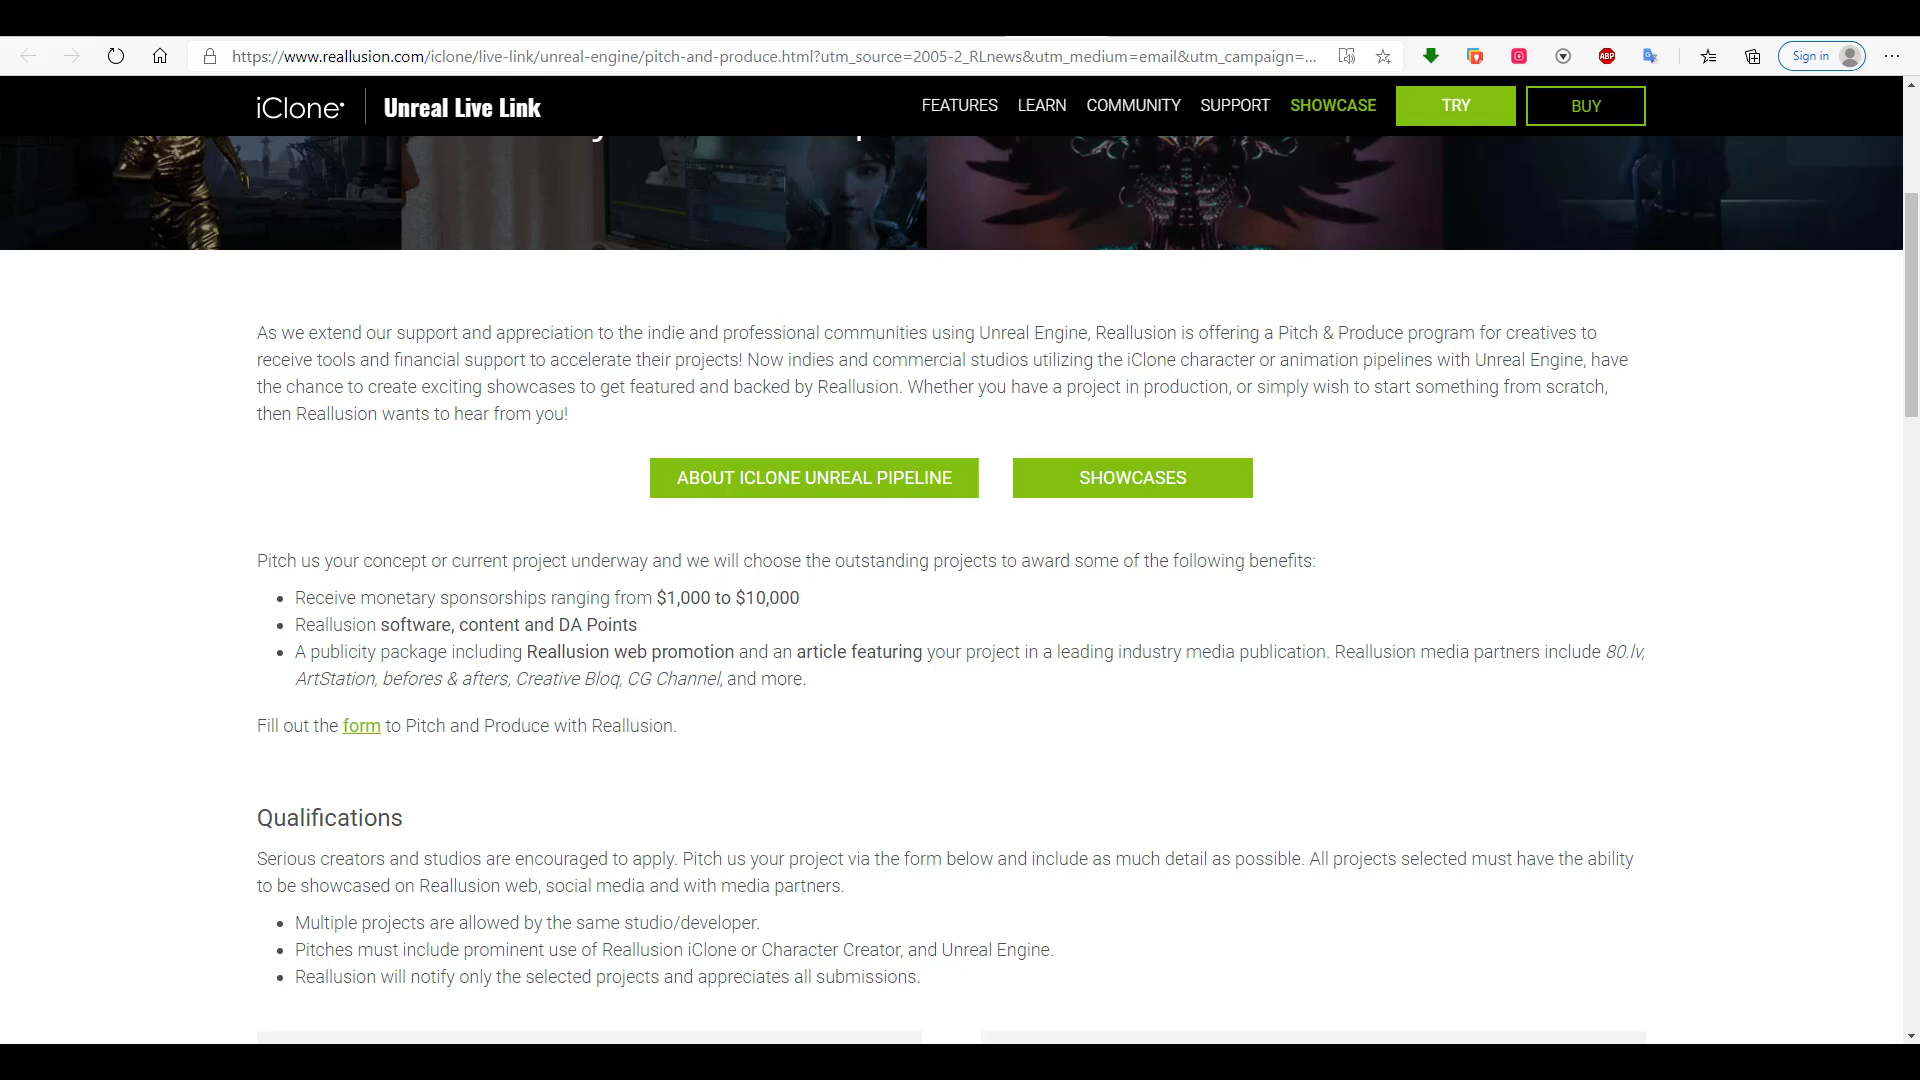 https://www.reallusion.com/iclone/live-link/unreal-engine/pitch-and-produce.html?utm_source=2005-2_RLnews&utm_medium=email&utm_campaign=...
ABP
Sign in
iClone
Unreal Live Link
FEATURES
LEARN
COMMUNITY
SUPPORT
SHOWCASE
TRY
BUY
As we extend our support and appreciation to the indie and professional communities using Unreal Engine, Reallusion is offering a Pitch & Produce program for creatives to
receive tools and financial support to accelerate their projects! Now indies and commercial studios utilizing the iClone character or animation pipelines with Unreal Engine, have
the chance to create exciting showcases to get featured and backed by Reallusion. Whether you have a project in production, or simply wish to start something from scratch,
then Reallusion wants to hear from you!
ABOUT ICLONE UNREAL PIPELINE
SHOWCASES
Pitch us your concept or current project underway and we will choose the outstanding projects to award some of the following benefits:
• Receive monetary sponsorships ranging from $1,000 to $10,000
• Reallusion software, content and DA Points
• A publicity package including Reallusion web promotion and an article featuring your project in a leading industry media publication. Reallusion media partners include 80.lv,
ArtStation, befores & afters, Creative Bloq, CG Channel, and more.
Fill out the form to Pitch and Produce with Reallusion.
Qualifications
Serious creators and studios are encouraged to apply. Pitch us your project via the form below and include as much detail as possible. All projects selected must have the ability
to be showcased on Reallusion web, social media and with media partners.
• Multiple projects are allowed by the same studio/developer.
• Pitches must include prominent use of Reallusion iClone or Character Creator, and Unreal Engine.
• Reallusion will notify only the selected projects and appreciates all submissions.